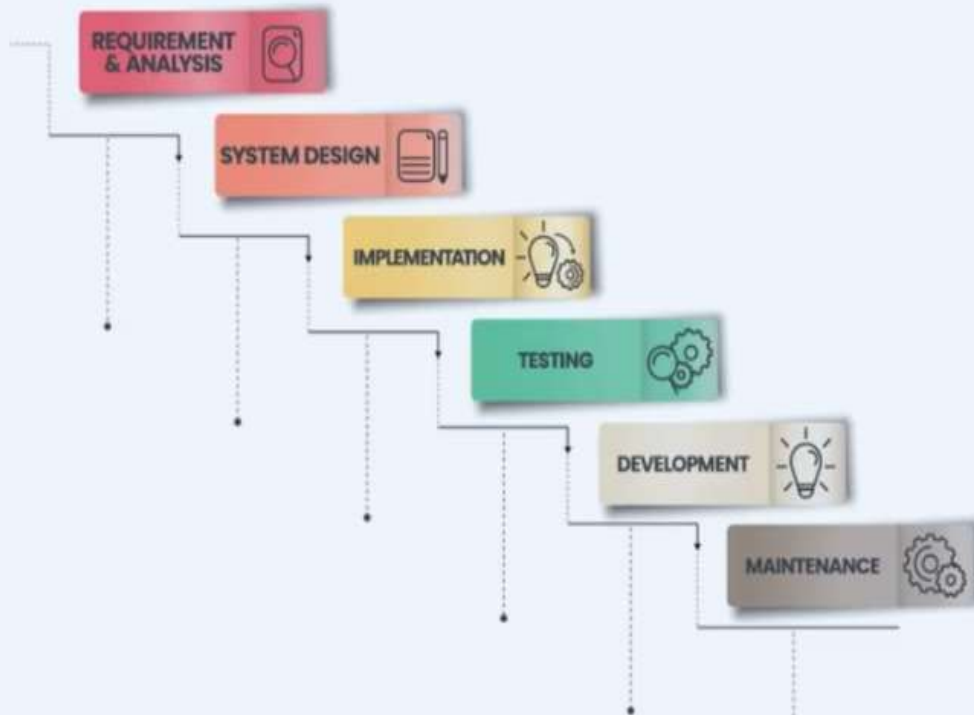 REQUIREMENT
& ANALYSIS
SYSTEM DESIGN
IMPLEMENTATION
TESTING
DEVELOPMENT
MAINTENANCE